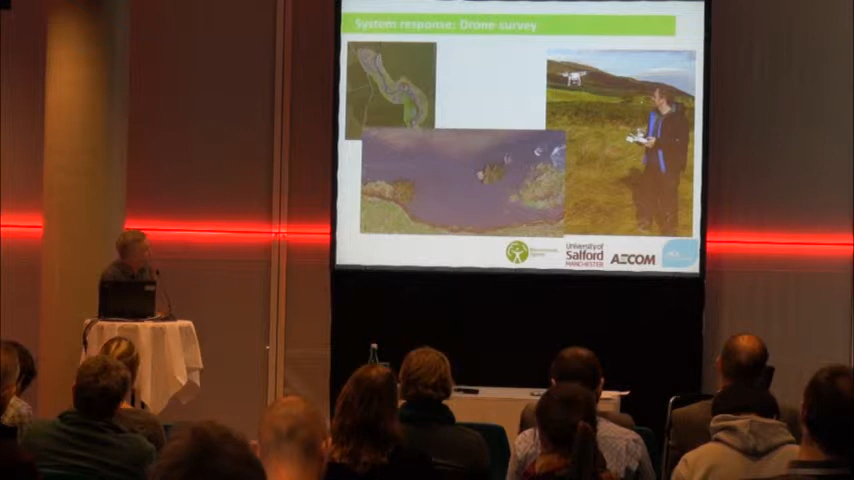 System response: Drone survey
University of
Salford
MANCHESTER
AECOM